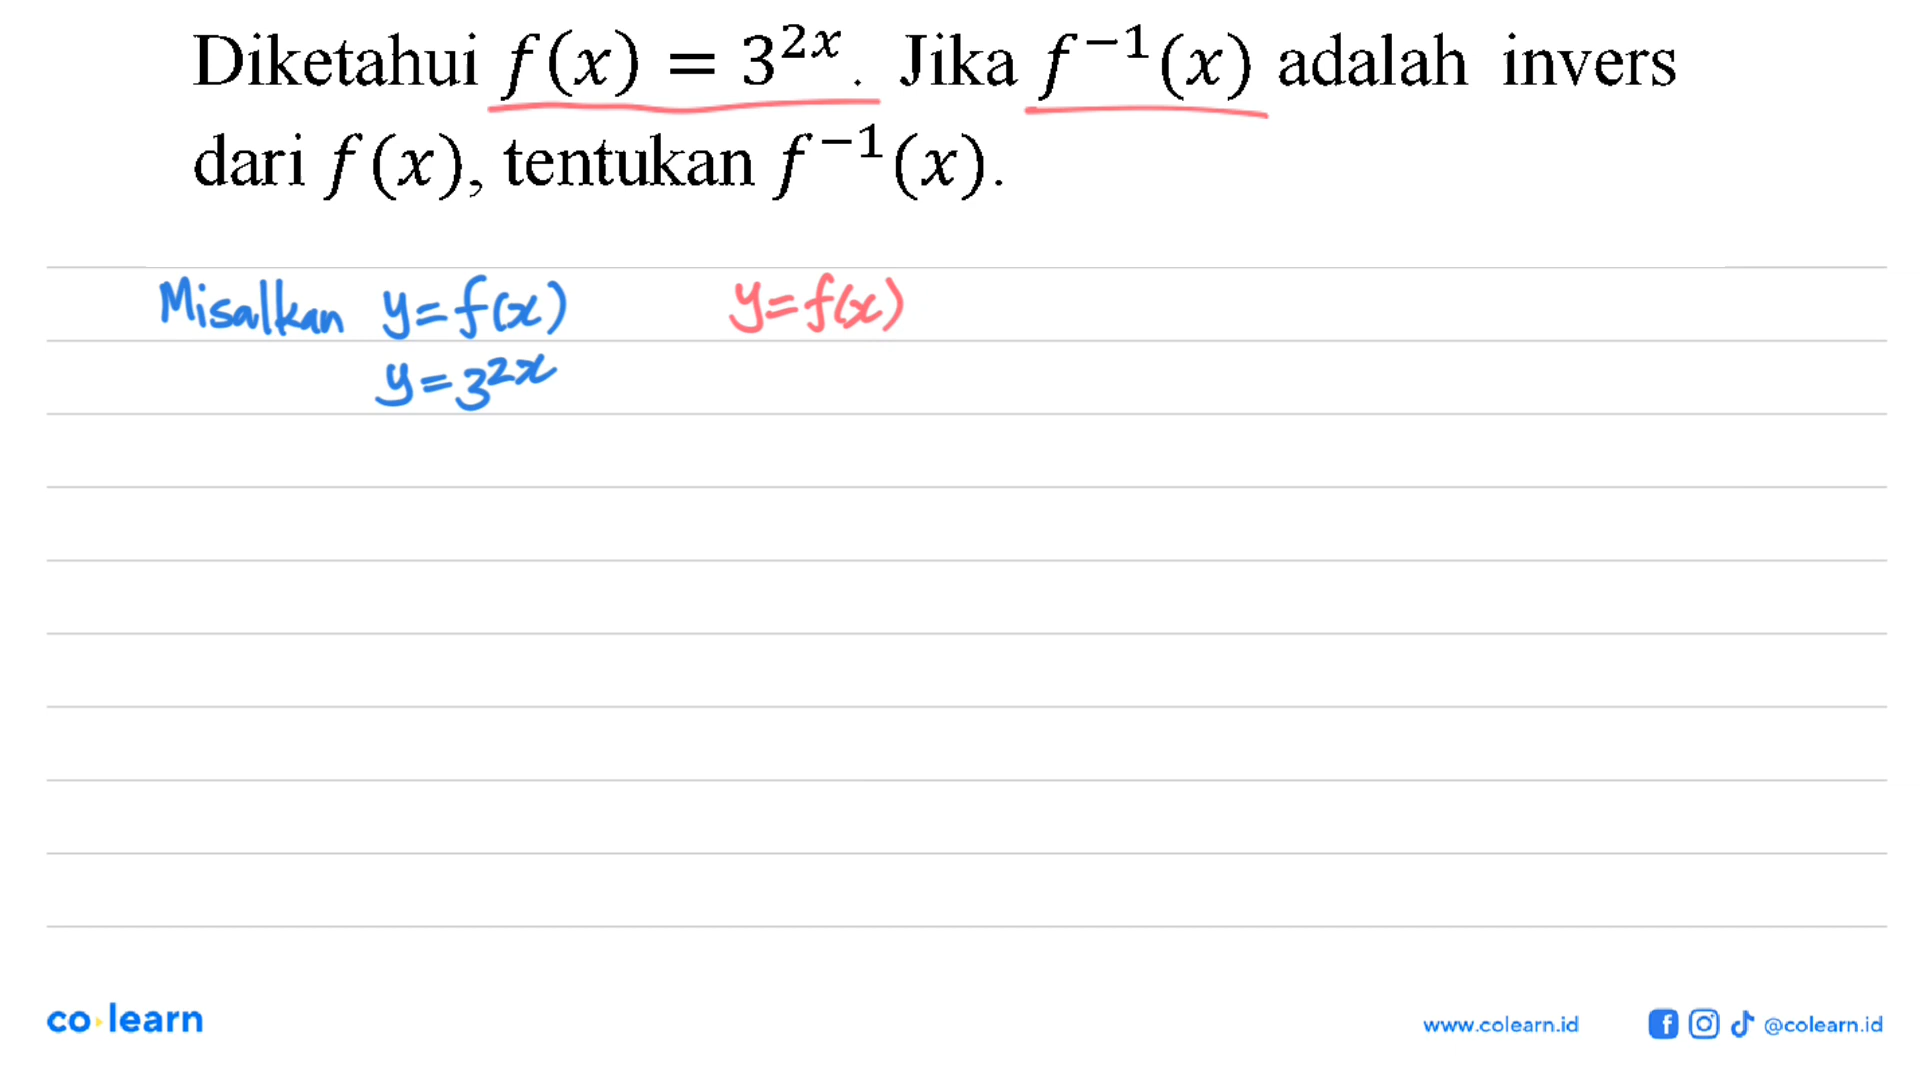 Diketahui f(x) = 3^{2x}. Jika f^{-1}(x) adalah invers
dari f(x), tentukan f^{-1}(x).
Misalkan y=f(x) y=f(x)
y=3^{2x}
co learn www.colearn.id @colearn.id